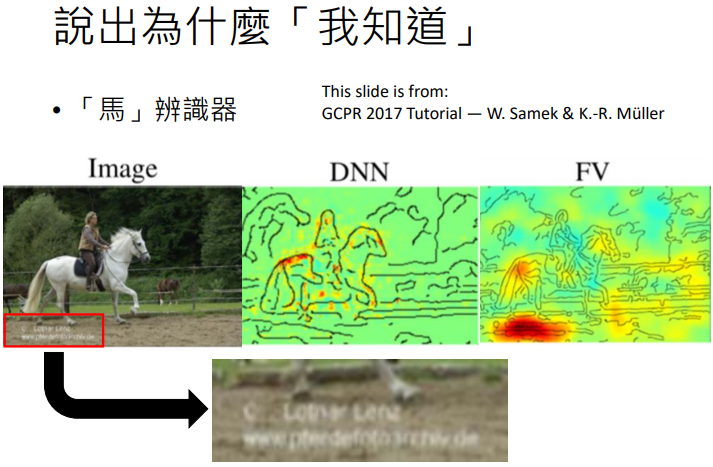 說出為什麼「我知道」
• 「馬」辨識器
This slide is from:
GCPR 2017 Tutorial — W. Samek & K.-R. Müller
Image
DNN
FV
© Lothar Lenz
www.pferdefotoarchiv.de
C Lothar Lenz
www.pferdefotoarchiv.de